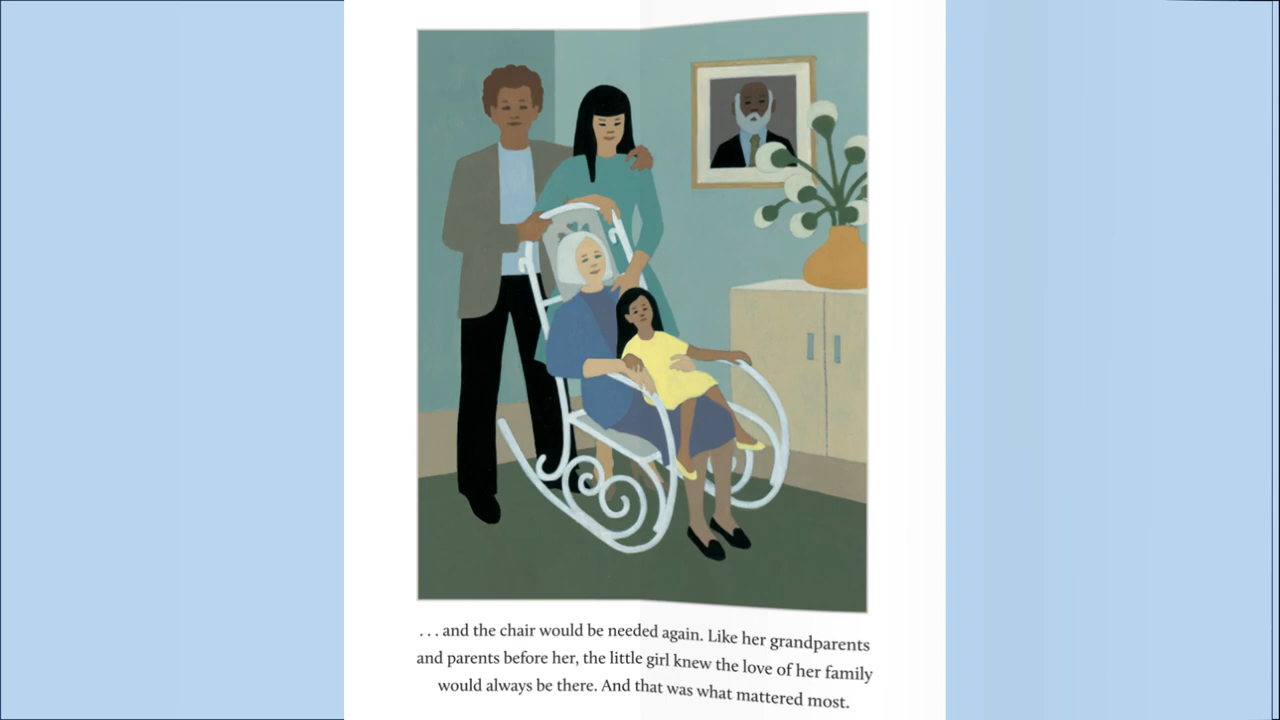 . . . and the chair would be needed again. Like her grandparents
and parents before her, the little girl knew the love of her family
would always be there. And that was what mattered most.